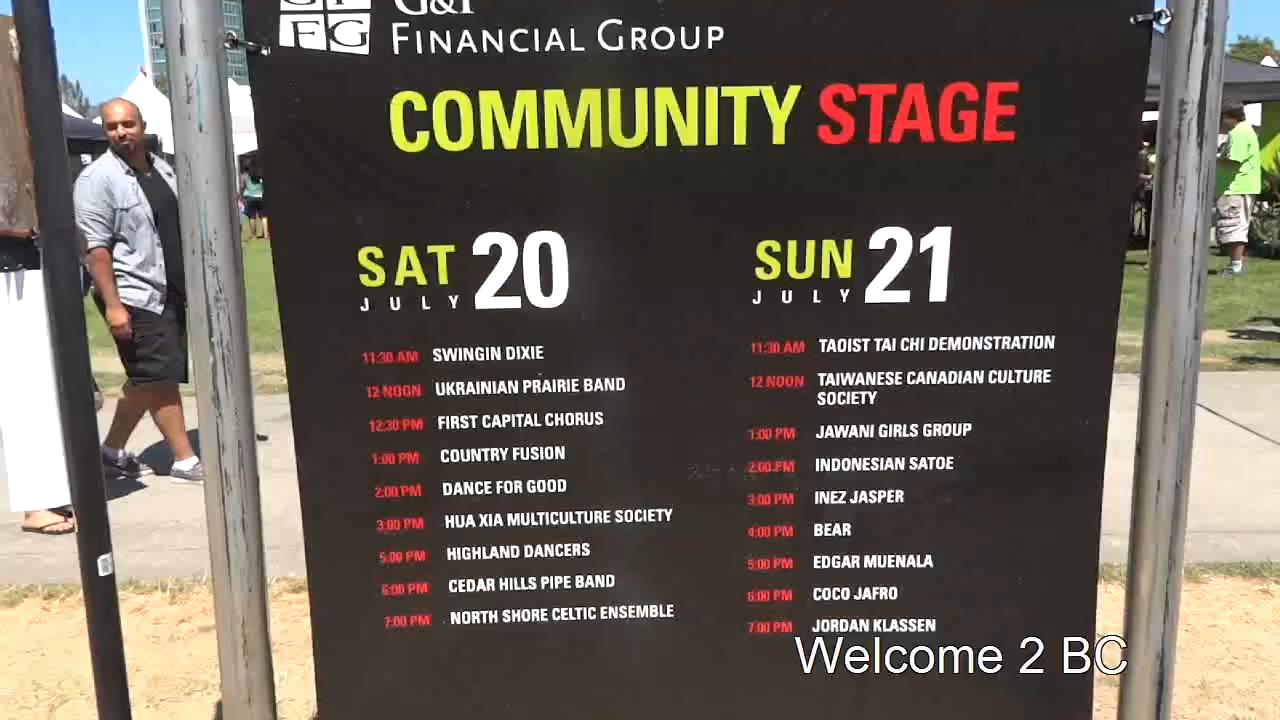 FG
FINANCIAL GROUP
COMMUNITY STAGE
SAT 20
JULY
11:30 AM SWINGIN DIXIE
12 NOON UKRAINIAN PRAIRIE BAND
12:30 PM FIRST CAPITAL CHORUS
1:00 PM COUNTRY FUSION
2:00 PM DANCE FOR GOOD
3:00 PM HUA XIA MULTICULTURE SOCIETY
5:00 PM HIGHLAND DANCERS
6:00 PM CEDAR HILLS PIPE BAND
7:00 PM NORTH SHORE CELTIC ENSEMBLE
SUN 21
JULY
11:30 AM TAOIST TAI CHI DEMONSTRATION
12 NOON TAIWANESE CANADIAN CULTURE
SOCIETY
1:00 PM JAWANI GIRLS GROUP
2:00 PM INDONESIAN SATOE
3:00 PM INEZ JASPER
4:00 PM BEAR
5:00 PM EDGAR MUENALA
6:00 PM COCO JAFRO
7:00 PM JORDAN KLASSEN
Welcome 2 BC